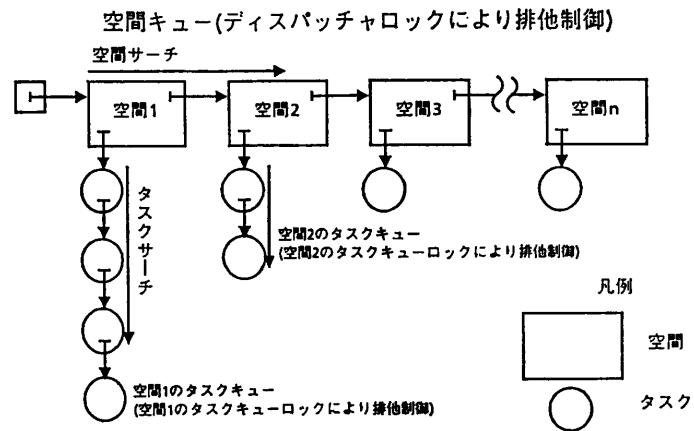 空間キュー(ディスパッチャロックにより排他制御)
空間サーチ
空間1
空間2
空間3
空間n
タスクサーチ
空間2のタスクキュー
(空間2のタスクキューロックにより排他制御)
凡例
空間
タスク
空間1のタスクキュー
(空間1のタスクキューロックにより排他制御)